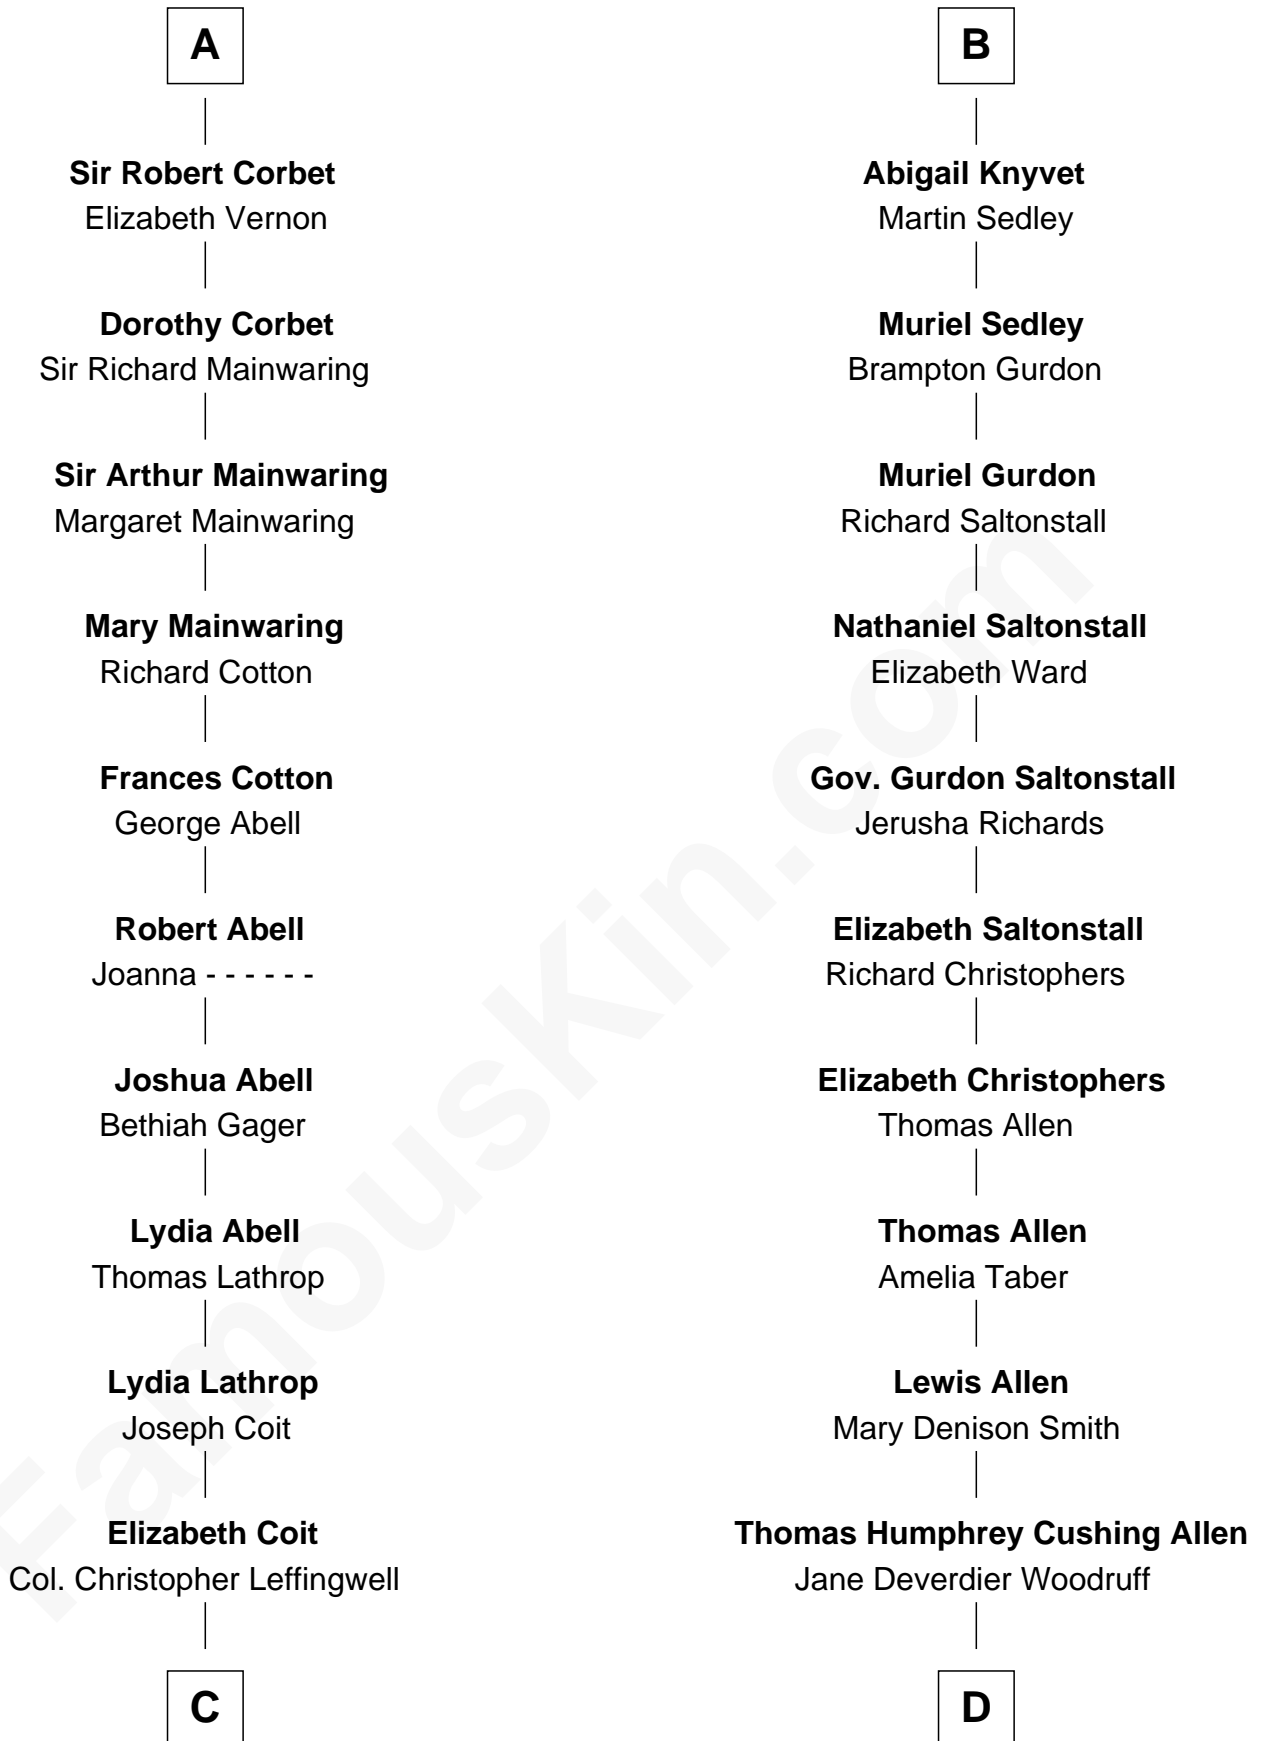 A
Sir Robert Corbet
Elizabeth Vernon
Dorothy Corbet
Sir Richard Mainwaring
Sir Arthur Mainwaring
Margaret Mainwaring
Mary Mainwaring
Richard Cotton
Frances Cotton
George Abell
Robert Abell
Joanna - - - - - -
Joshua Abell
Bethiah Gager
Lydia Abell
Thomas Lathrop
Lydia Lathrop
Joseph Coit
Elizabeth Coit
Col. Christopher Leffingwell
C
B
Abigail Knyvet
Martin Sedley
Muriel Sedley
Brampton Gurdon
Muriel Gurdon
Richard Saltonstall
Nathaniel Saltonstall
Elizabeth Ward
Gov. Gurdon Saltonstall
Jerusha Richards
Elizabeth Saltonstall
Richard Christophers
Elizabeth Christophers
Thomas Allen
Thomas Allen
Amelia Taber
Lewis Allen
Mary Denison Smith
Thomas Humphrey Cushing Allen
Jane Deverdier Woodruff
D
FamousKin.com